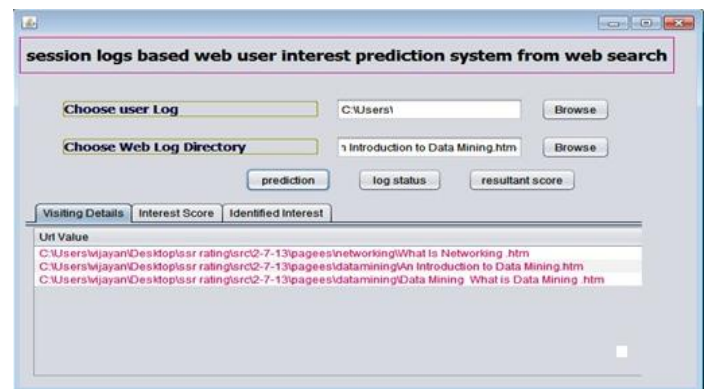 session logs based web user interest prediction system from web search
Choose user Log C:\Users\ Browse
Choose Web Log Directory Introduction to Data Mining.htm Browse
prediction log status resultant score
Visiting Details Interest Score Identified Interest
Url Value
C:\Users\vijayan\Desktop\ssr rating\src\2-7-13\pagees\networking\What Is Networking .htm
C:\Users\vijayan\Desktop\ssr rating\src\2-7-13\pagees\datamining\An Introduction to Data Mining.htm
C:\Users\vijayan\Desktop\ssr rating\src\2-7-13\pagees\datamining\Data Mining What is Data Mining .htm